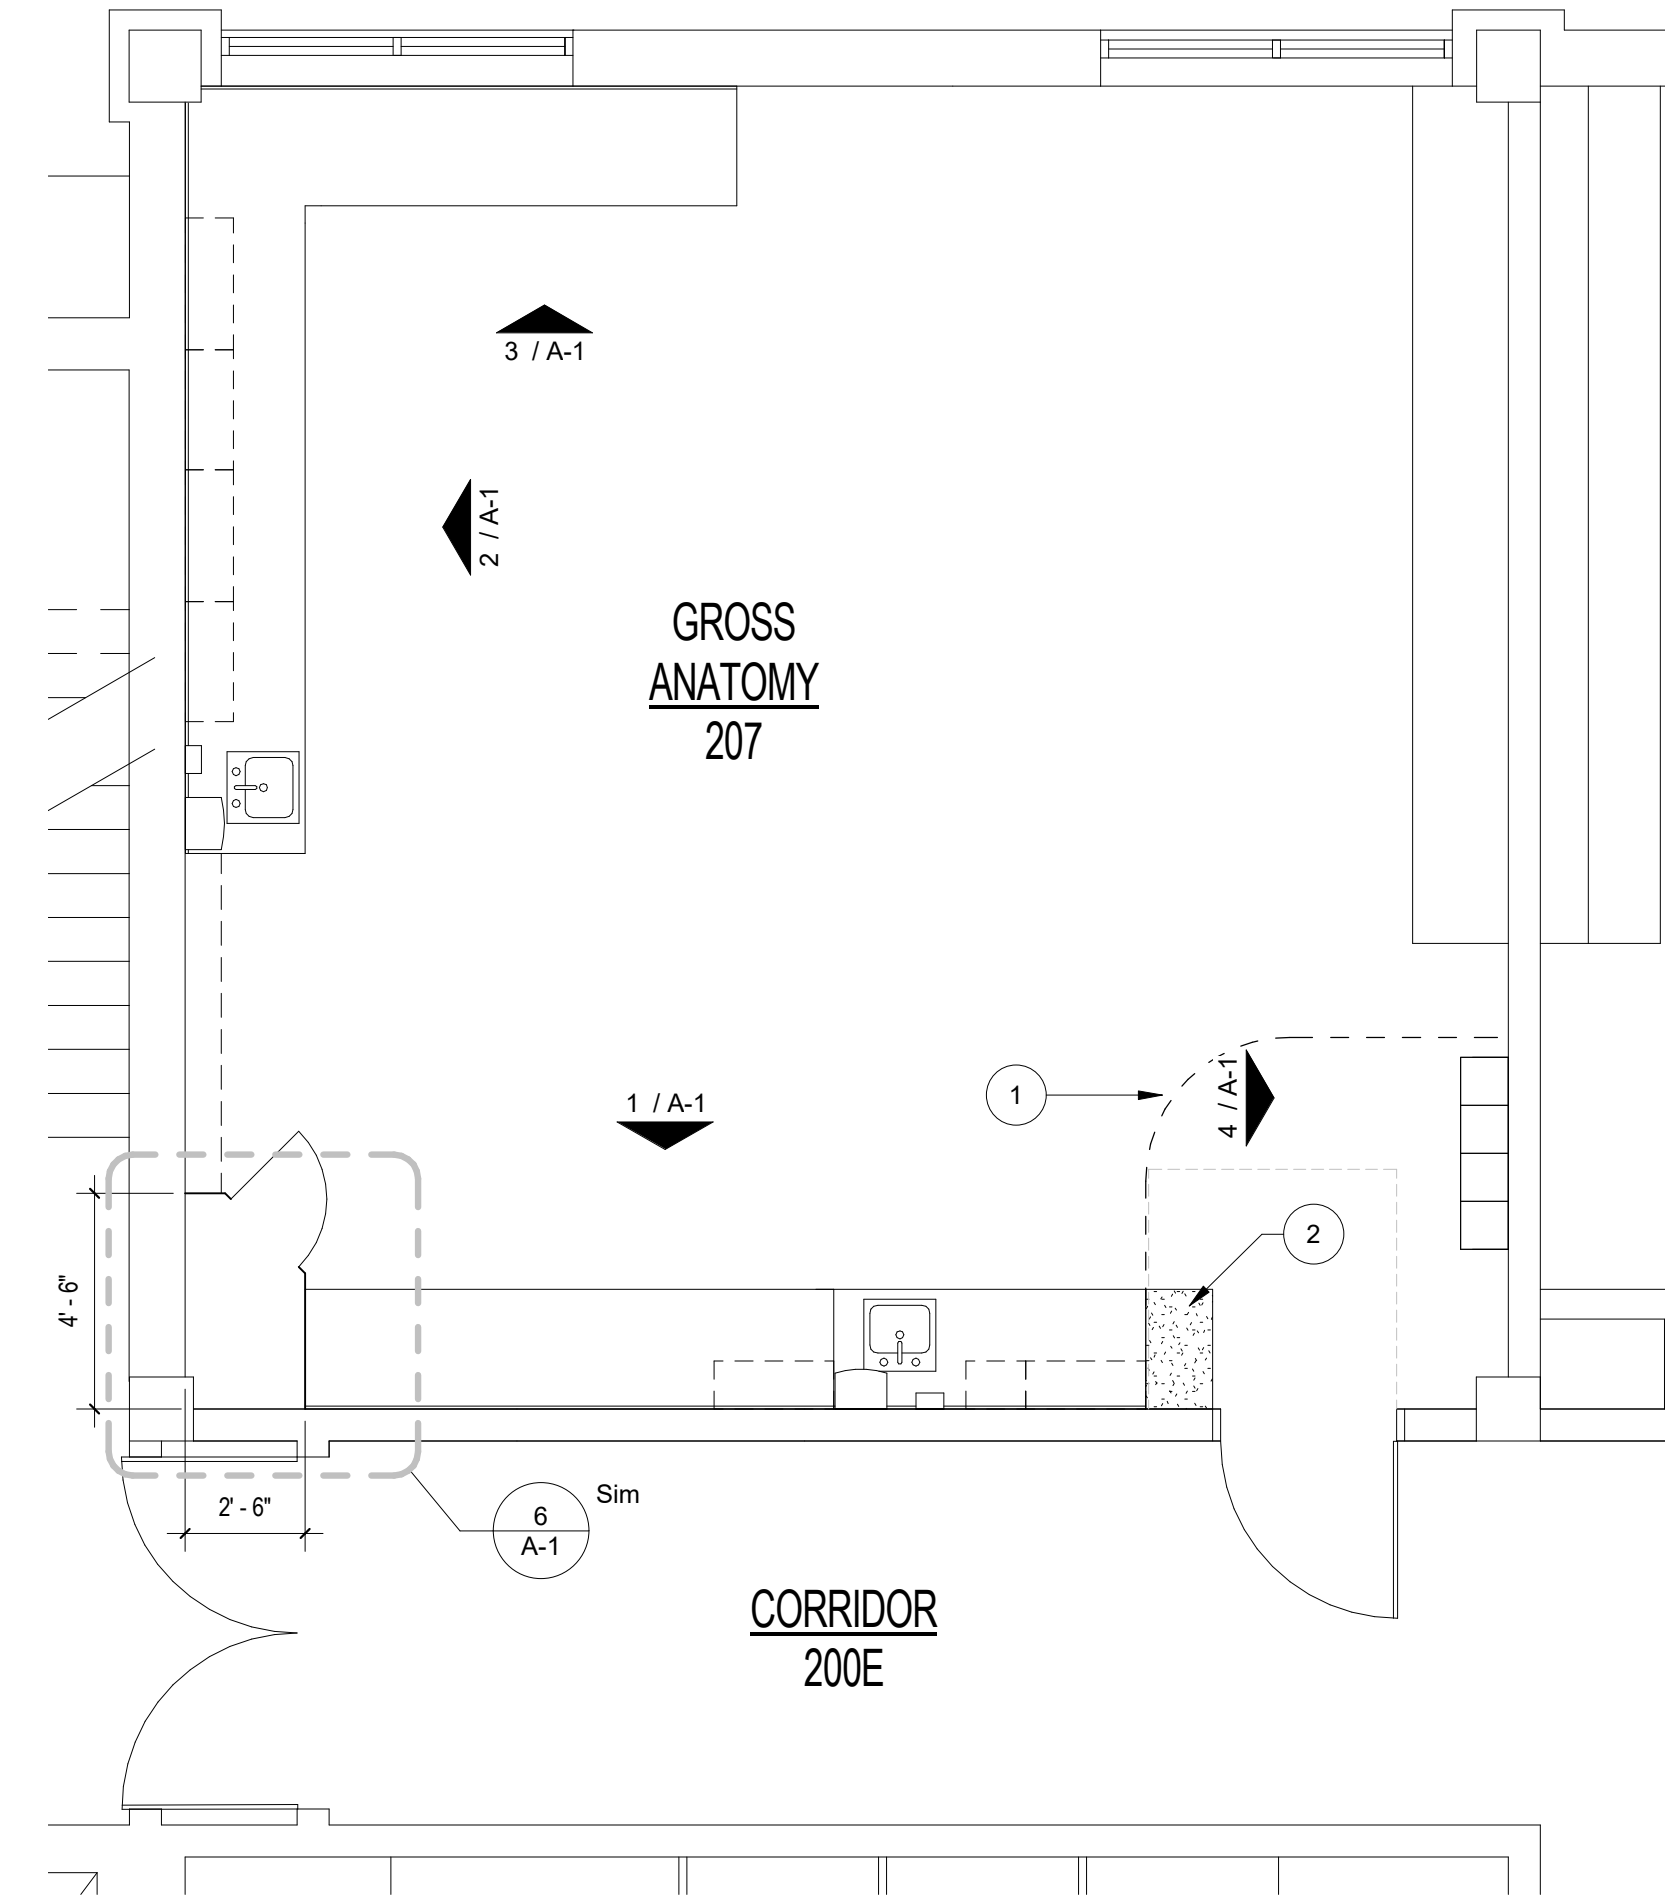 3 / A-1
2 / A-1
GROSS
ANATOMY
207
1 / A-1
1
4 / A-1
2
4' - 6"
2' - 6"
6
A-1
Sim
CORRIDOR
200E